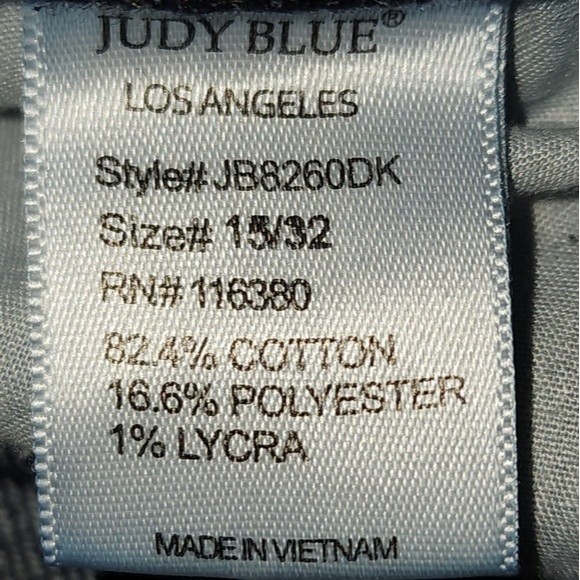 JUDY BLUE®
LOS ANGELES
Style# JB8260DK
Size# 15/32
RN# 116380
82.4% COTTON
16.6% POLYESTER
1% LYCRA
MADE IN VIETNAM